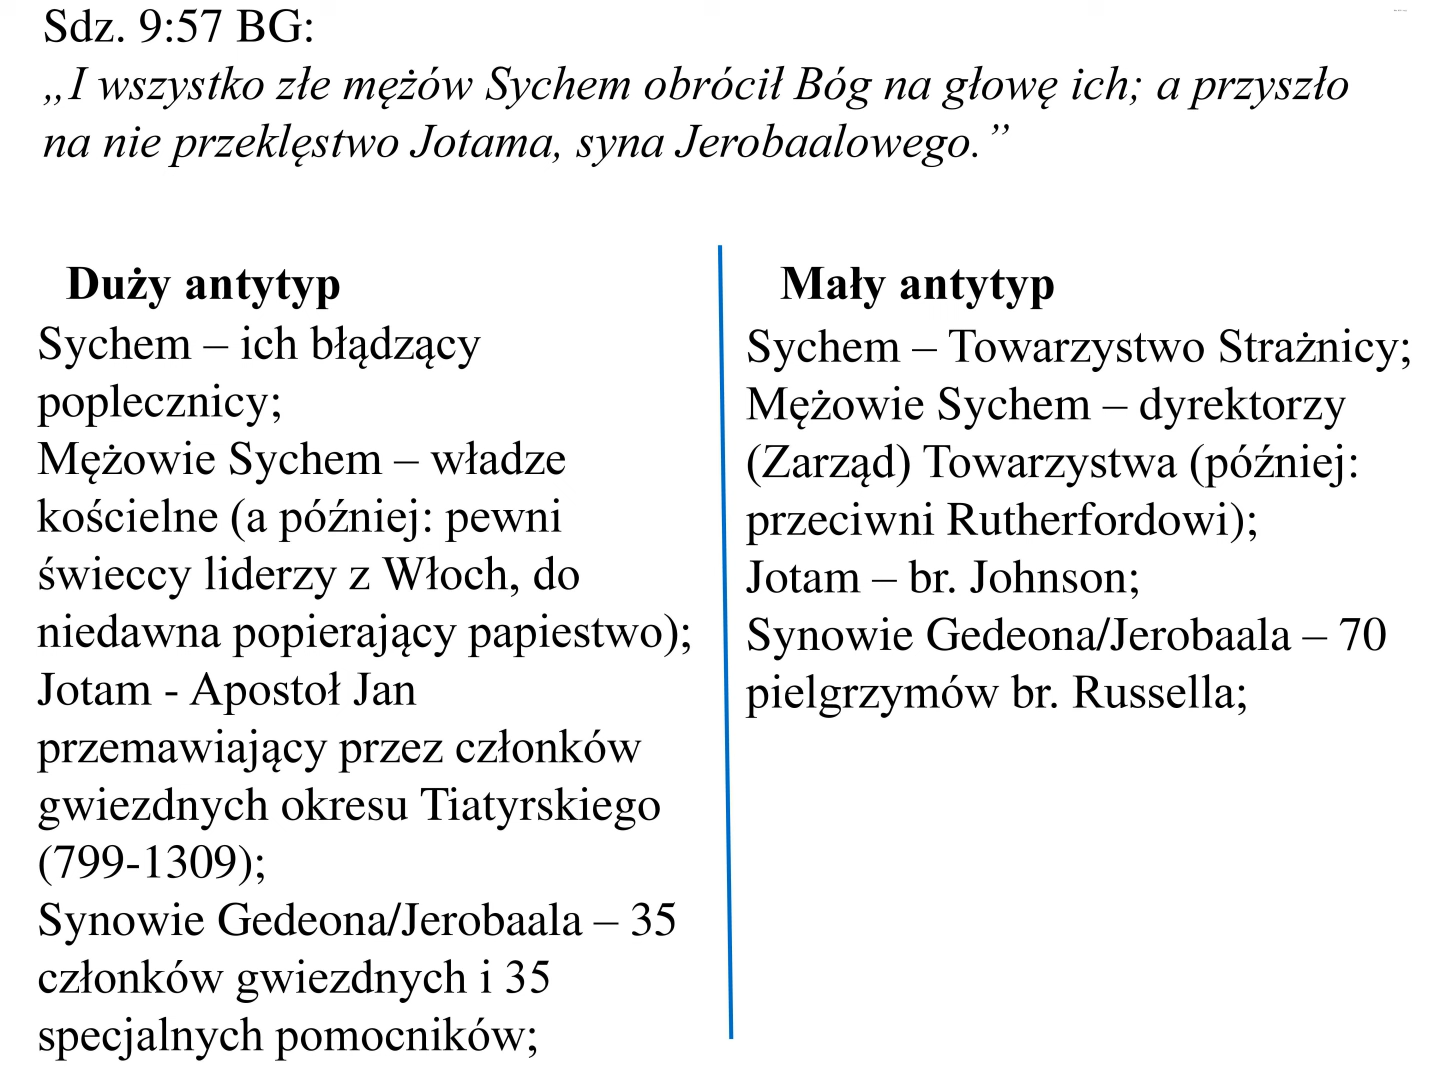 Sdz. 9:57 BG:
„I wszystko złe mężów Sychem obrócił Bóg na głowę ich; a przyszło
na nie przeklęstwo Jotama, syna Jerobaalowego.”
Duży antytyp
Sychem – ich błądzący
poplecznicy;
Mężowie Sychem – władze
kościelne (a później: pewni
świeccy liderzy z Włoch, do
niedawna popierający papiestwo);
Jotam - Apostoł Jan
przemawiający przez członków
gwiezdnych okresu Tiatyrskiego
(799-1309);
Synowie Gedeona/Jerobaala – 35
członków gwiezdnych i 35
specjalnych pomocników;
Mały antytyp
Sychem – Towarzystwo Strażnicy;
Mężowie Sychem – dyrektorzy
(Zarząd) Towarzystwa (później:
przeciwni Rutherfordowi);
Jotam – br. Johnson;
Synowie Gedeona/Jerobaala – 70
pielgrzymów br. Russella;